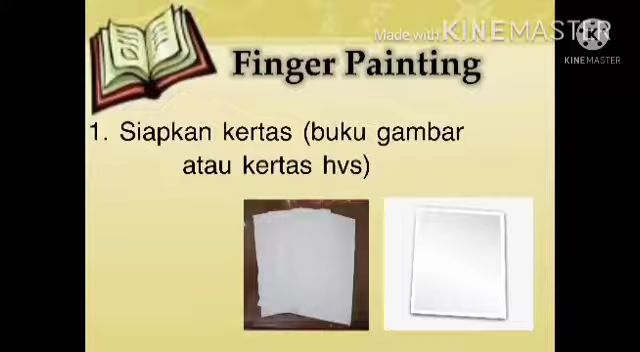 Made with KINEMASTER
KINEMASTER
Finger Painting
1. Siapkan kertas (buku gambar
atau kertas hvs)